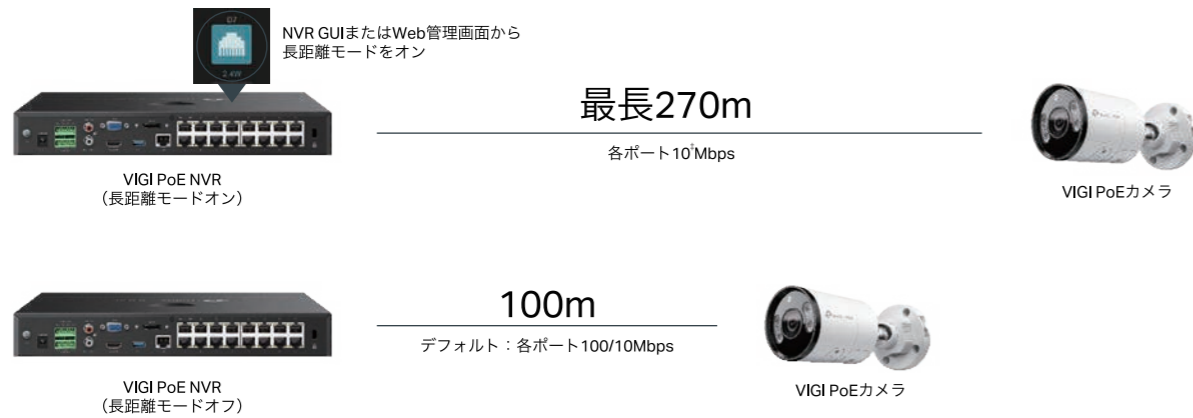 D7
2.4W
NVR GUIまたはWeb管理画面から
長距離モードをオン
最長270m
各ポート10†Mbps
VIGI PoE NVR
（長距離モードオン）
VIGI PoEカメラ
100m
デフォルト：各ポート100/10Mbps
VIGI PoE NVR
（長距離モードオフ）
VIGI PoEカメラ